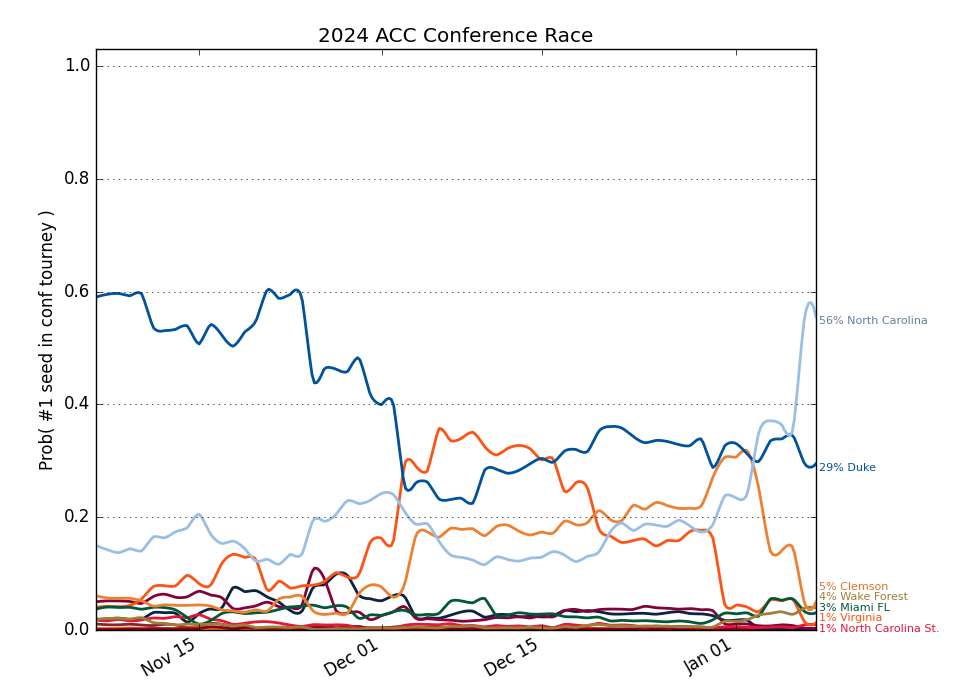 2024 ACC Conference Race
Prob( #1 seed in conf tourney )
1.0
0.8
0.6
0.4
0.2
0.0
Nov 15
Dec 01
Dec 15
Jan 01
56% North Carolina
29% Duke
5% Clemson
4% Wake Forest
3% Miami FL
1% Virginia
1% North Carolina St.